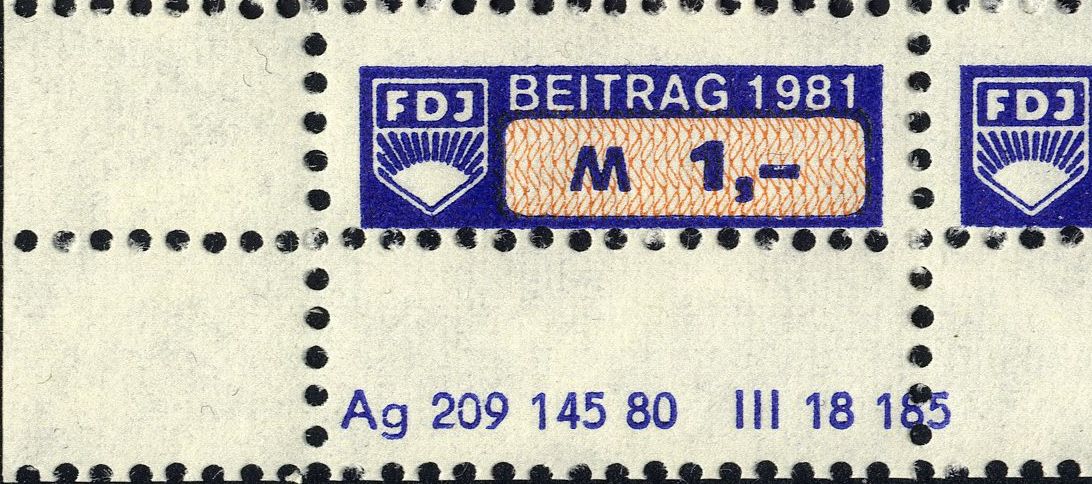 FDJ
BEITRAG 1981
M 1,–
FDJ
Ag 209 145 80 III 18 185